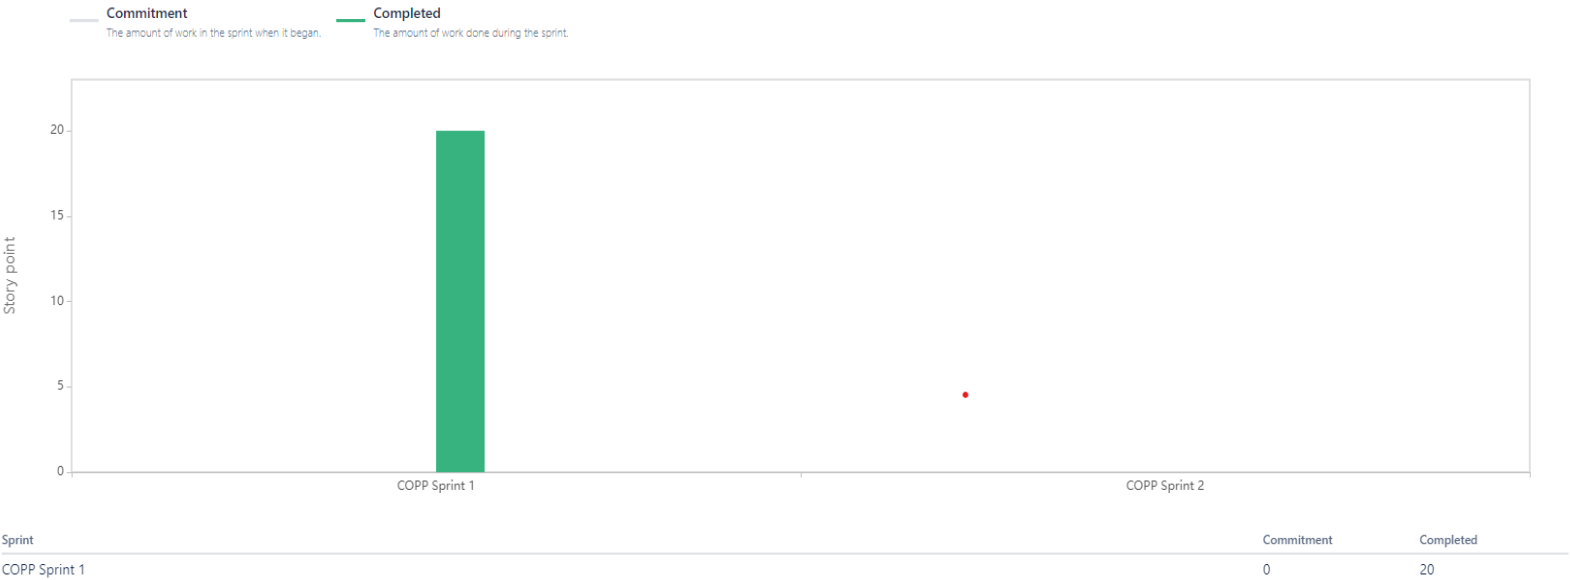 Commitment
The amount of work in the sprint when it began.
Completed
The amount of work done during the sprint.
20
15
10
5
0
Story point
COPP Sprint 1
COPP Sprint 2
Sprint Commitment Completed
COPP Sprint 1 0 20